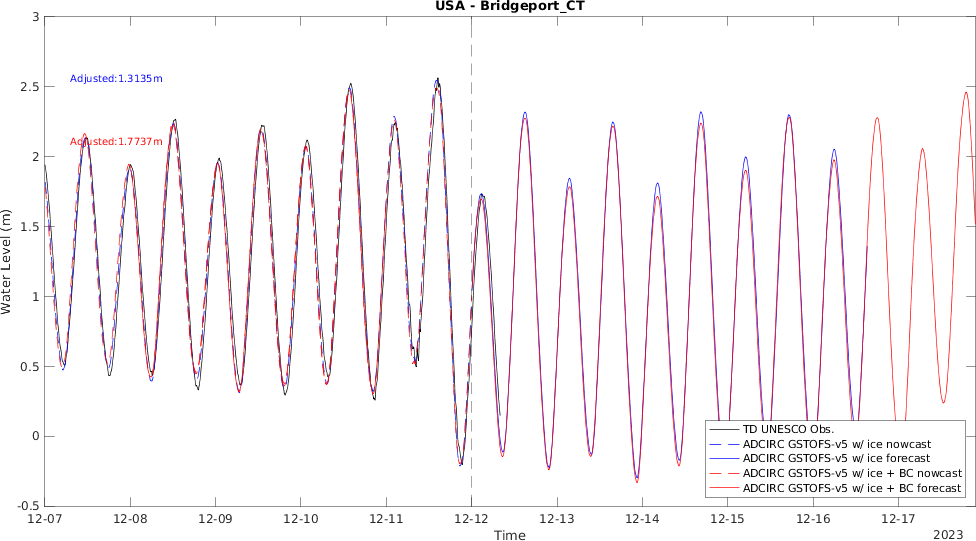 USA - Bridgeport_CT
3
2.5
2
1.5
1
0.5
0
-0.5
Water Level (m)
Adjusted:1.3135m
Adjusted:1.7737m
TD UNESCO Obs.
ADCIRC GSTOFS-v5 w/ ice nowcast
ADCIRC GSTOFS-v5 w/ ice forecast
ADCIRC GSTOFS-v5 w/ ice + BC nowcast
ADCIRC GSTOFS-v5 w/ ice + BC forecast
12-07 12-08 12-09 12-10 12-11 12-12 12-13 12-14 12-15 12-16 12-17
Time
2023